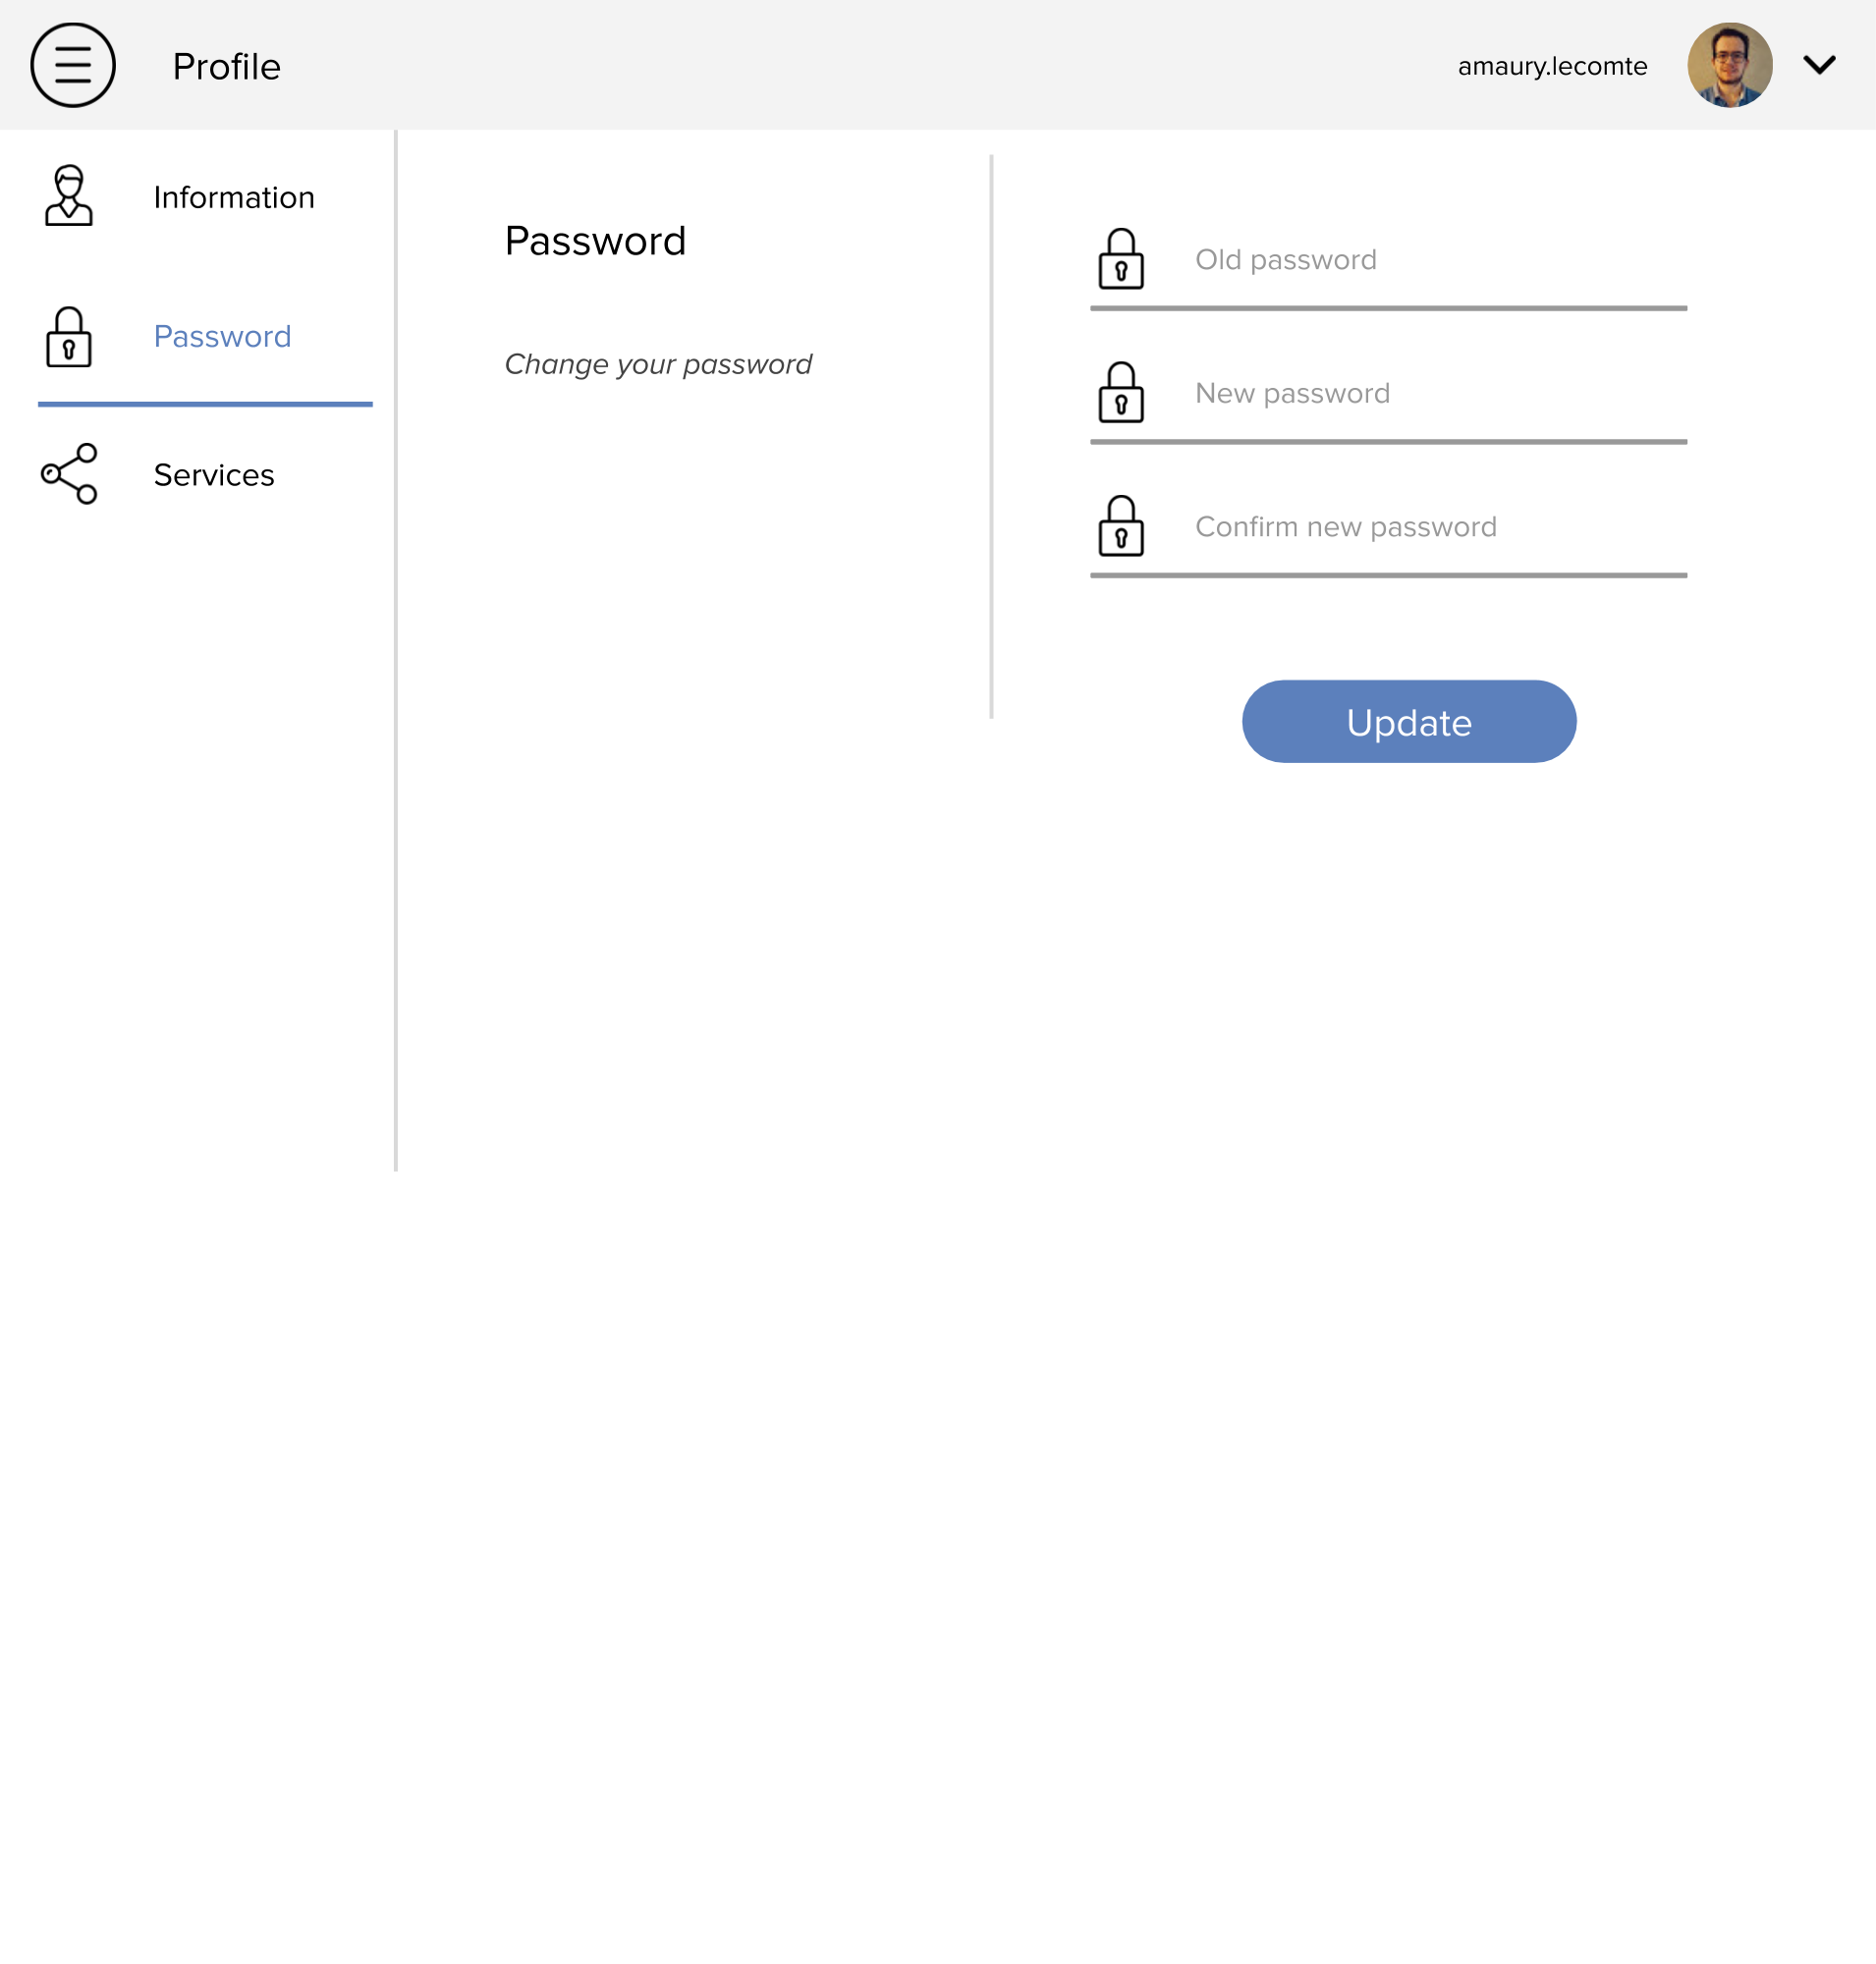 Profile
amaury.lecomte
Information
Password
Services
Password
Change your password
Old password
New password
Confirm new password
Update